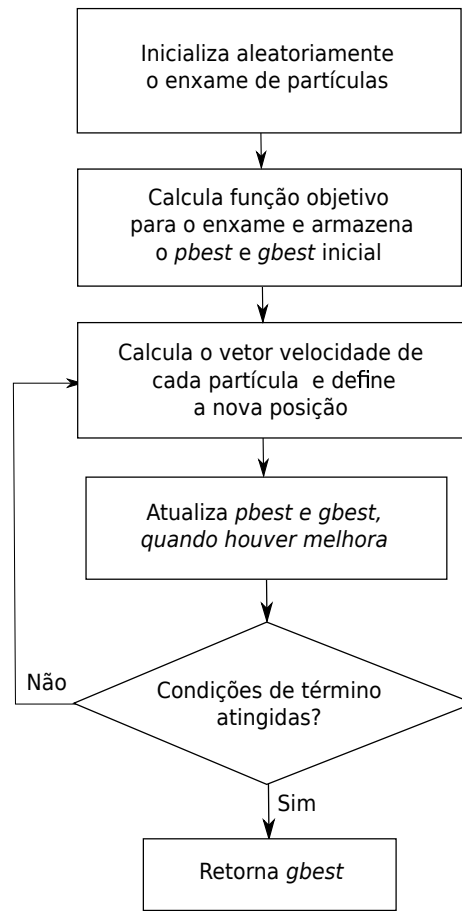 Inicializa aleatoriamente
o enxame de partículas
Calcula função objetivo
para o enxame e armazena
o pbest e gbest inicial
Calcula o vetor velocidade de
cada partícula e define
a nova posição
Atualiza pbest e gbest,
quando houver melhora
Condições de término
atingidas?
Não
Sim
Retorna gbest